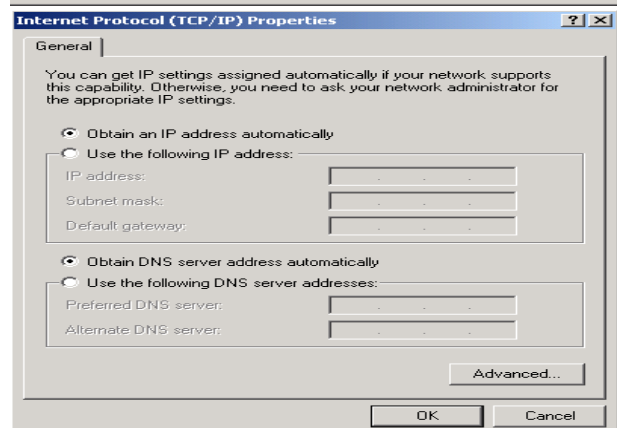 Internet Protocol (TCP/IP) Properties
General
You can get IP settings assigned automatically if your network supports
this capability. Otherwise, you need to ask your network administrator for
the appropriate IP settings.
Obtain an IP address automatically
Use the following IP address:
IP address:
Subnet mask:
Default gateway:
Obtain DNS server address automatically
Use the following DNS server addresses:
Preferred DNS server:
Alternate DNS server:
Advanced...
OK
Cancel